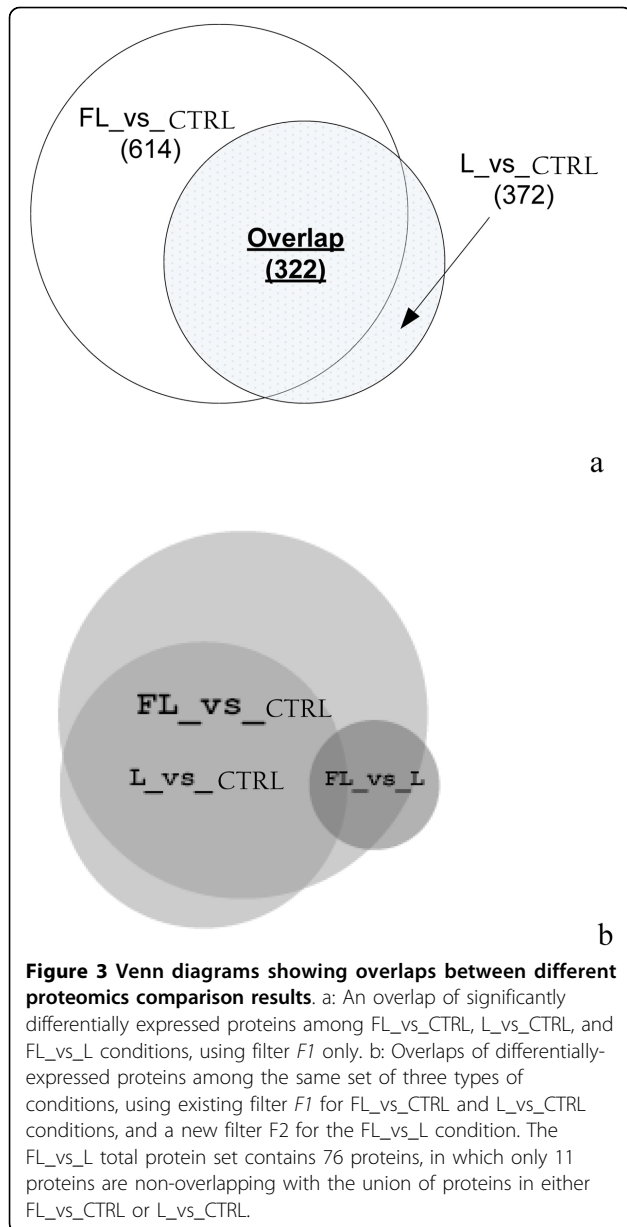 FL_vs_CTRL
(614)
L_vs_CTRL
(372)
Overlap
(322)
a
FL_vs_CTRL
L_vs_CTRL
FL_vs_L
b
Figure 3 Venn diagrams showing overlaps between different
proteomics comparison results. a: An overlap of significantly
differentially expressed proteins among FL_vs_CTRL, L_vs_CTRL, and
FL_vs_L conditions, using filter F1 only. b: Overlaps of differentially-
expressed proteins among the same set of three types of
conditions, using existing filter F1 for FL_vs_CTRL and L_vs_CTRL
conditions, and a new filter F2 for the FL_vs_L condition. The
FL_vs_L total protein set contains 76 proteins, in which only 11
proteins are non-overlapping with the union of proteins in either
FL_vs_CTRL or L_vs_CTRL.